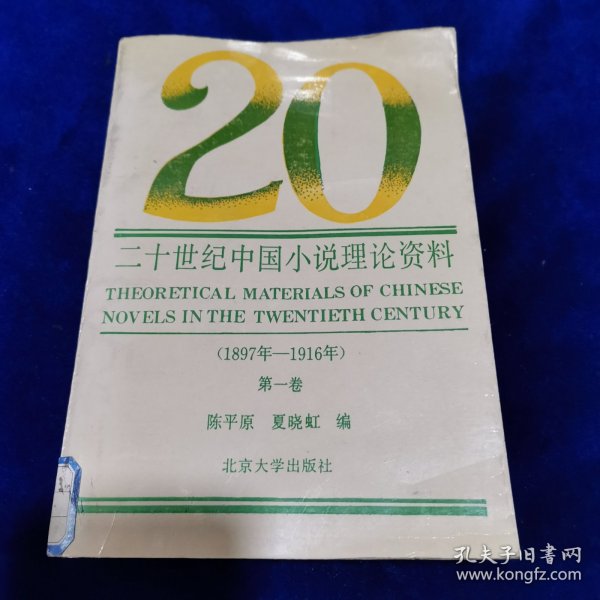 20
二十世纪中国小说理论资料
THEORETICAL MATERIALS OF CHINESE
NOVELS IN THE TWENTIETH CENTURY
(1897年—1916年)
第一卷
陈平原 夏晓虹 编
北京大学出版社
孔夫子旧书网
www.kongfz.com